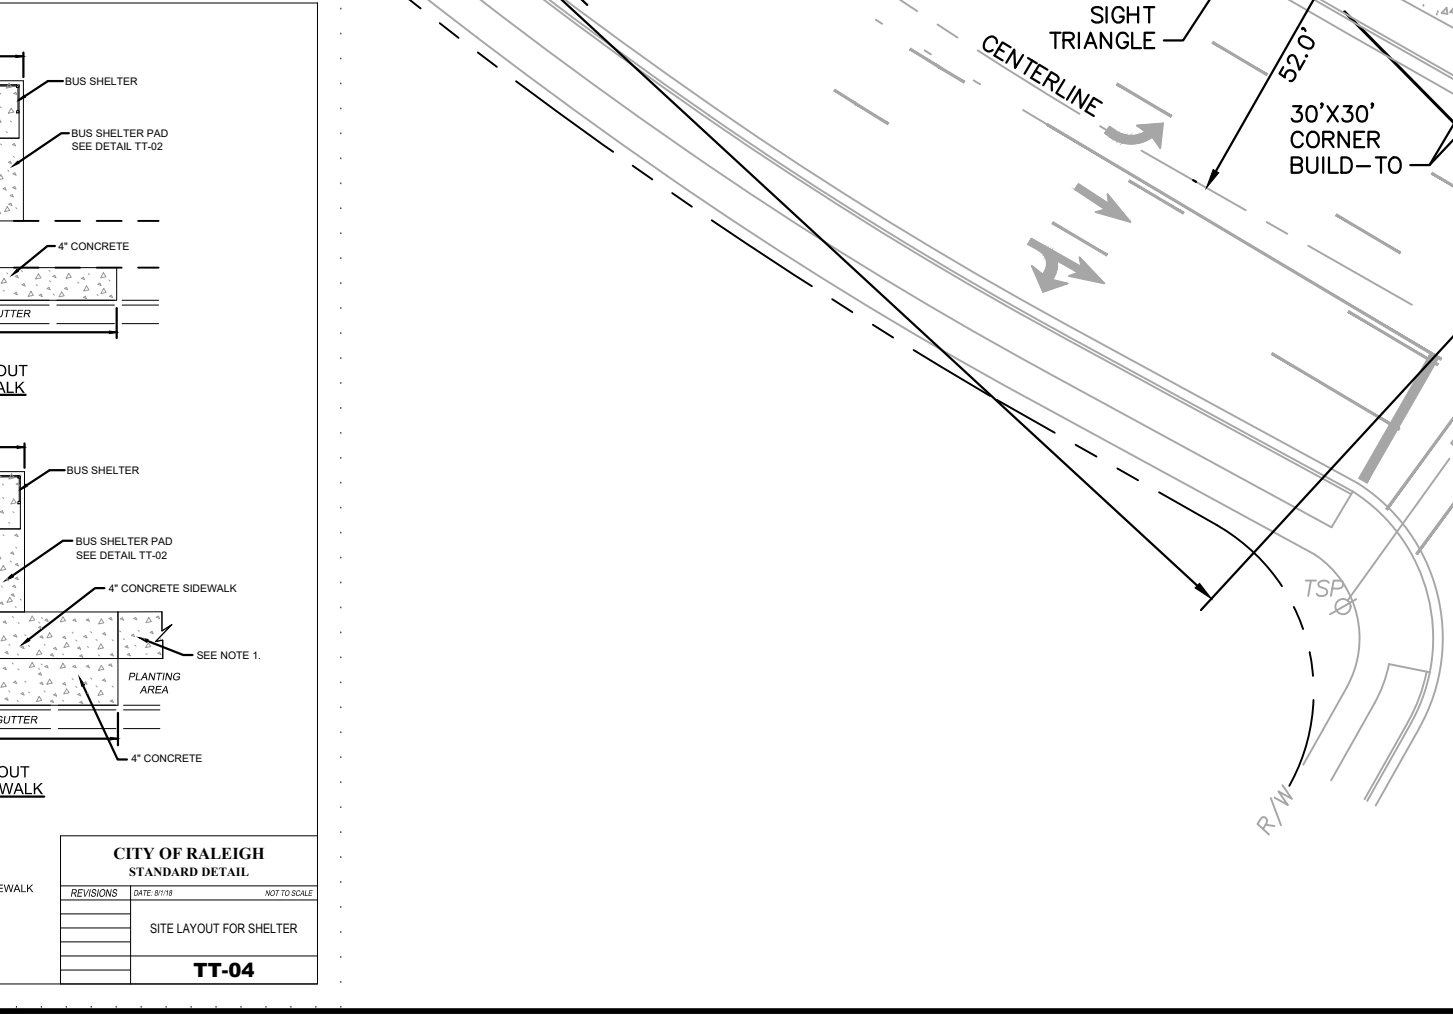 BUS SHELTER
BUS SHELTER PAD
SEE DETAIL TT-02
4" CONCRETE
UTTER
OUT
ALK
BUS SHELTER
BUS SHELTER PAD
SEE DETAIL TT-02
4" CONCRETE SIDEWALK
SEE NOTE 1.
PLANTING
AREA
GUTTER
4" CONCRETE
OUT
WALK
EWALK
CITY OF RALEIGH
STANDARD DETAIL
REVISIONS
DATE: 8/1/18
NOT TO SCALE
SITE LAYOUT FOR SHELTER
TT-04
SIGHT
TRIANGLE
CENTERLINE
52.0'
30'X30'
CORNER
BUILD-TO
TSP
R/W